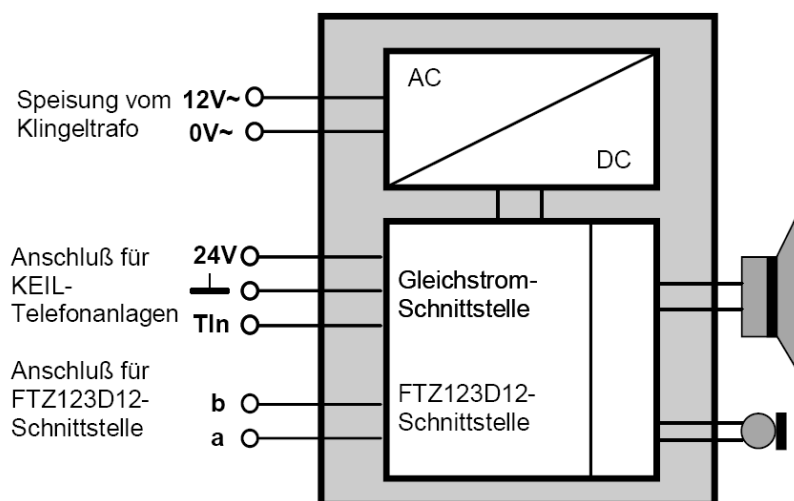 AC
DC
Speisung vom
Klingeltrafo
12V~
0V~
Anschluß für
KEIL-
Telefonanlagen
24V
Tln
Gleichstrom-
Schnittstelle
Anschluß für
FTZ123D12-
Schnittstelle
b
a
FTZ123D12-
Schnittstelle